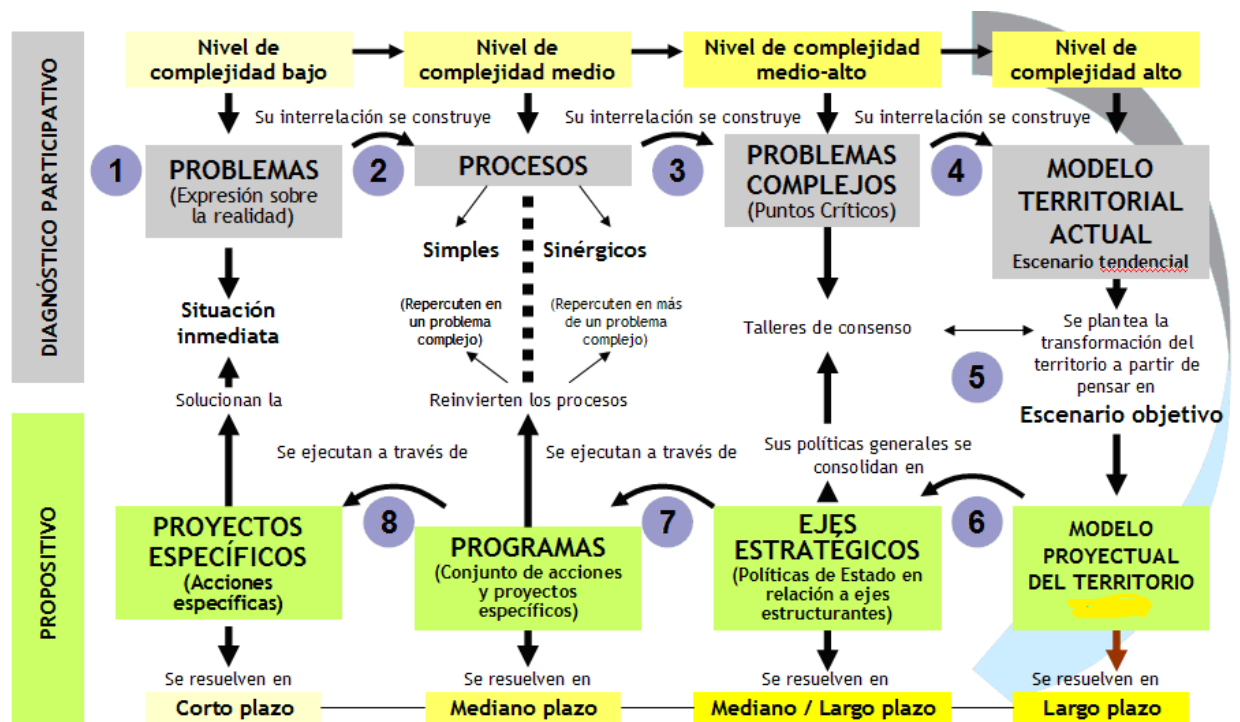 DIAGNÓSTICO PARTICIPATIVO
Nivel de
complejidad bajo
Nivel de
complejidad medio
Nivel de complejidad
medio-alto
Nivel de
complejidad alto
Su interrelación se construye
Su interrelación se construye
Su interrelación se construye
1
PROBLEMAS
(Expresión sobre
la realidad)
2
PROCESOS
3
PROBLEMAS
COMPLEJOS
(Puntos Críticos)
4
MODELO
TERRITORIAL
ACTUAL
Escenario tendencial
Simples
Sinérgicos
Situación
inmediata
(Repercuten en
un problema
complejo)
(Repercuten en más
de un problema
complejo)
Talleres de consenso
5
Se plantea la
transformación del
territorio a partir de
pensar en
Escenario objetivo
Solucionan la
Reinvierten los procesos
PROPOSITIVO
Se ejecutan a través de
Se ejecutan a través de
Sus políticas generales se
consolidan en
PROYECTOS
ESPECÍFICOS
(Acciones
específicas)
8
PROGRAMAS
(Conjunto de acciones
y proyectos
específicos)
7
EJES
ESTRATÉGICOS
(Políticas de Estado en
relación a ejes
estructurantes)
6
MODELO
PROYECTUAL
DEL TERRITORIO
Se resuelven en
Se resuelven en
Se resuelven en
Se resuelven en
Corto plazo
Mediano plazo
Mediano / Largo plazo
Largo plazo